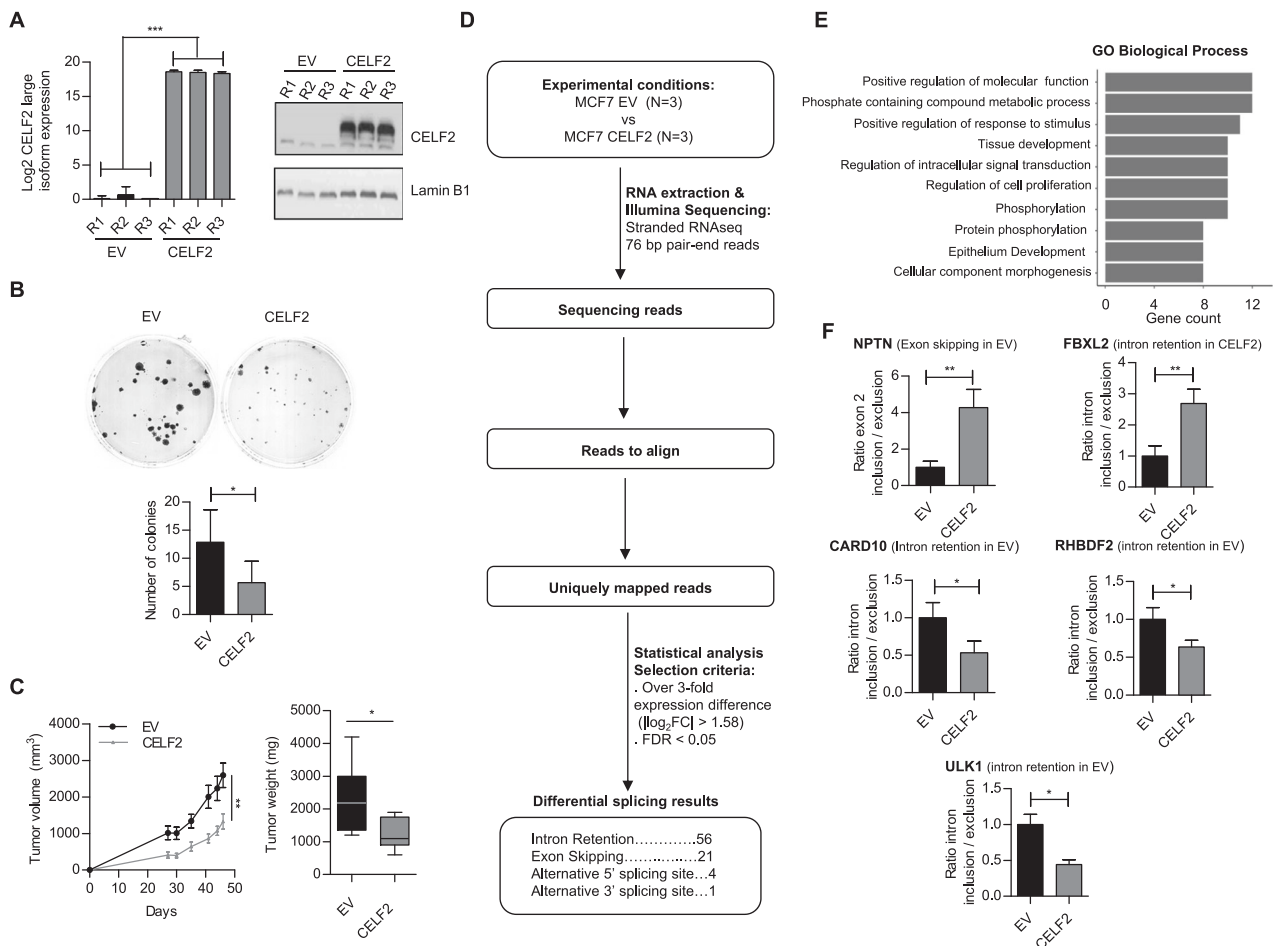 A
Log2 CELF2 large
isoform expression
20
15
10
5
0
***
R1
R2
R3
R1
R2
R3
EV
CELF2
EV
CELF2
R1
R2
R3
R1
R2
R3
CELF2
Lamin B1
B
EV
CELF2
Number of colonies
20
15
10
5
0
*
EV
CELF2
C
Tumor volume (mm3)
4000
3000
2000
1000
0
EV
CELF2
**
0 10 20 30 40 50
Days
Tumor weight (mg)
5000
4000
3000
2000
1000
0
*
EV
CELF2
D
Experimental conditions:
MCF7 EV (N=3)
vs
MCF7 CELF2 (N=3)
RNA extraction &
Illumina Sequencing:
Stranded RNAseq
76 bp pair-end reads
Sequencing reads
Reads to align
Uniquely mapped reads
Statistical analysis
Selection criteria:
. Over 3-fold
expression difference
(|log2FC| > 1.58)
. FDR < 0.05
Differential splicing results
Intron Retention............56
Exon Skipping..............21
Alternative 5' splicing site...4
Alternative 3' splicing site...1
E
GO Biological Process
Positive regulation of molecular function
Phosphate containing compound metabolic process
Positive regulation of response to stimulus
Tissue development
Regulation of intracellular signal transduction
Regulation of cell proliferation
Phosphorylation
Protein phosphorylation
Epithelium Development
Cellular component morphogenesis
0 4 8 12
Gene count
F
NPTN (Exon skipping in EV)
Ratio exon 2
inclusion / exclusion
6
4
2
0
**
EV
CELF2
FBXL2 (intron retention in CELF2)
Ratio intron
inclusion / exclusion
4
3
2
1
0
**
EV
CELF2
CARD10 (Intron retention in EV)
Ratio intron
inclusion / exclusion
1.5
1.0
0.5
0.0
*
EV
CELF2
RHBDF2 (intron retention in EV)
Ratio intron
inclusion / exclusion
1.5
1.0
0.5
0.0
*
EV
CELF2
ULK1 (intron retention in EV)
Ratio intron
inclusion / exclusion
1.5
1.0
0.5
0.0
*
EV
CELF2